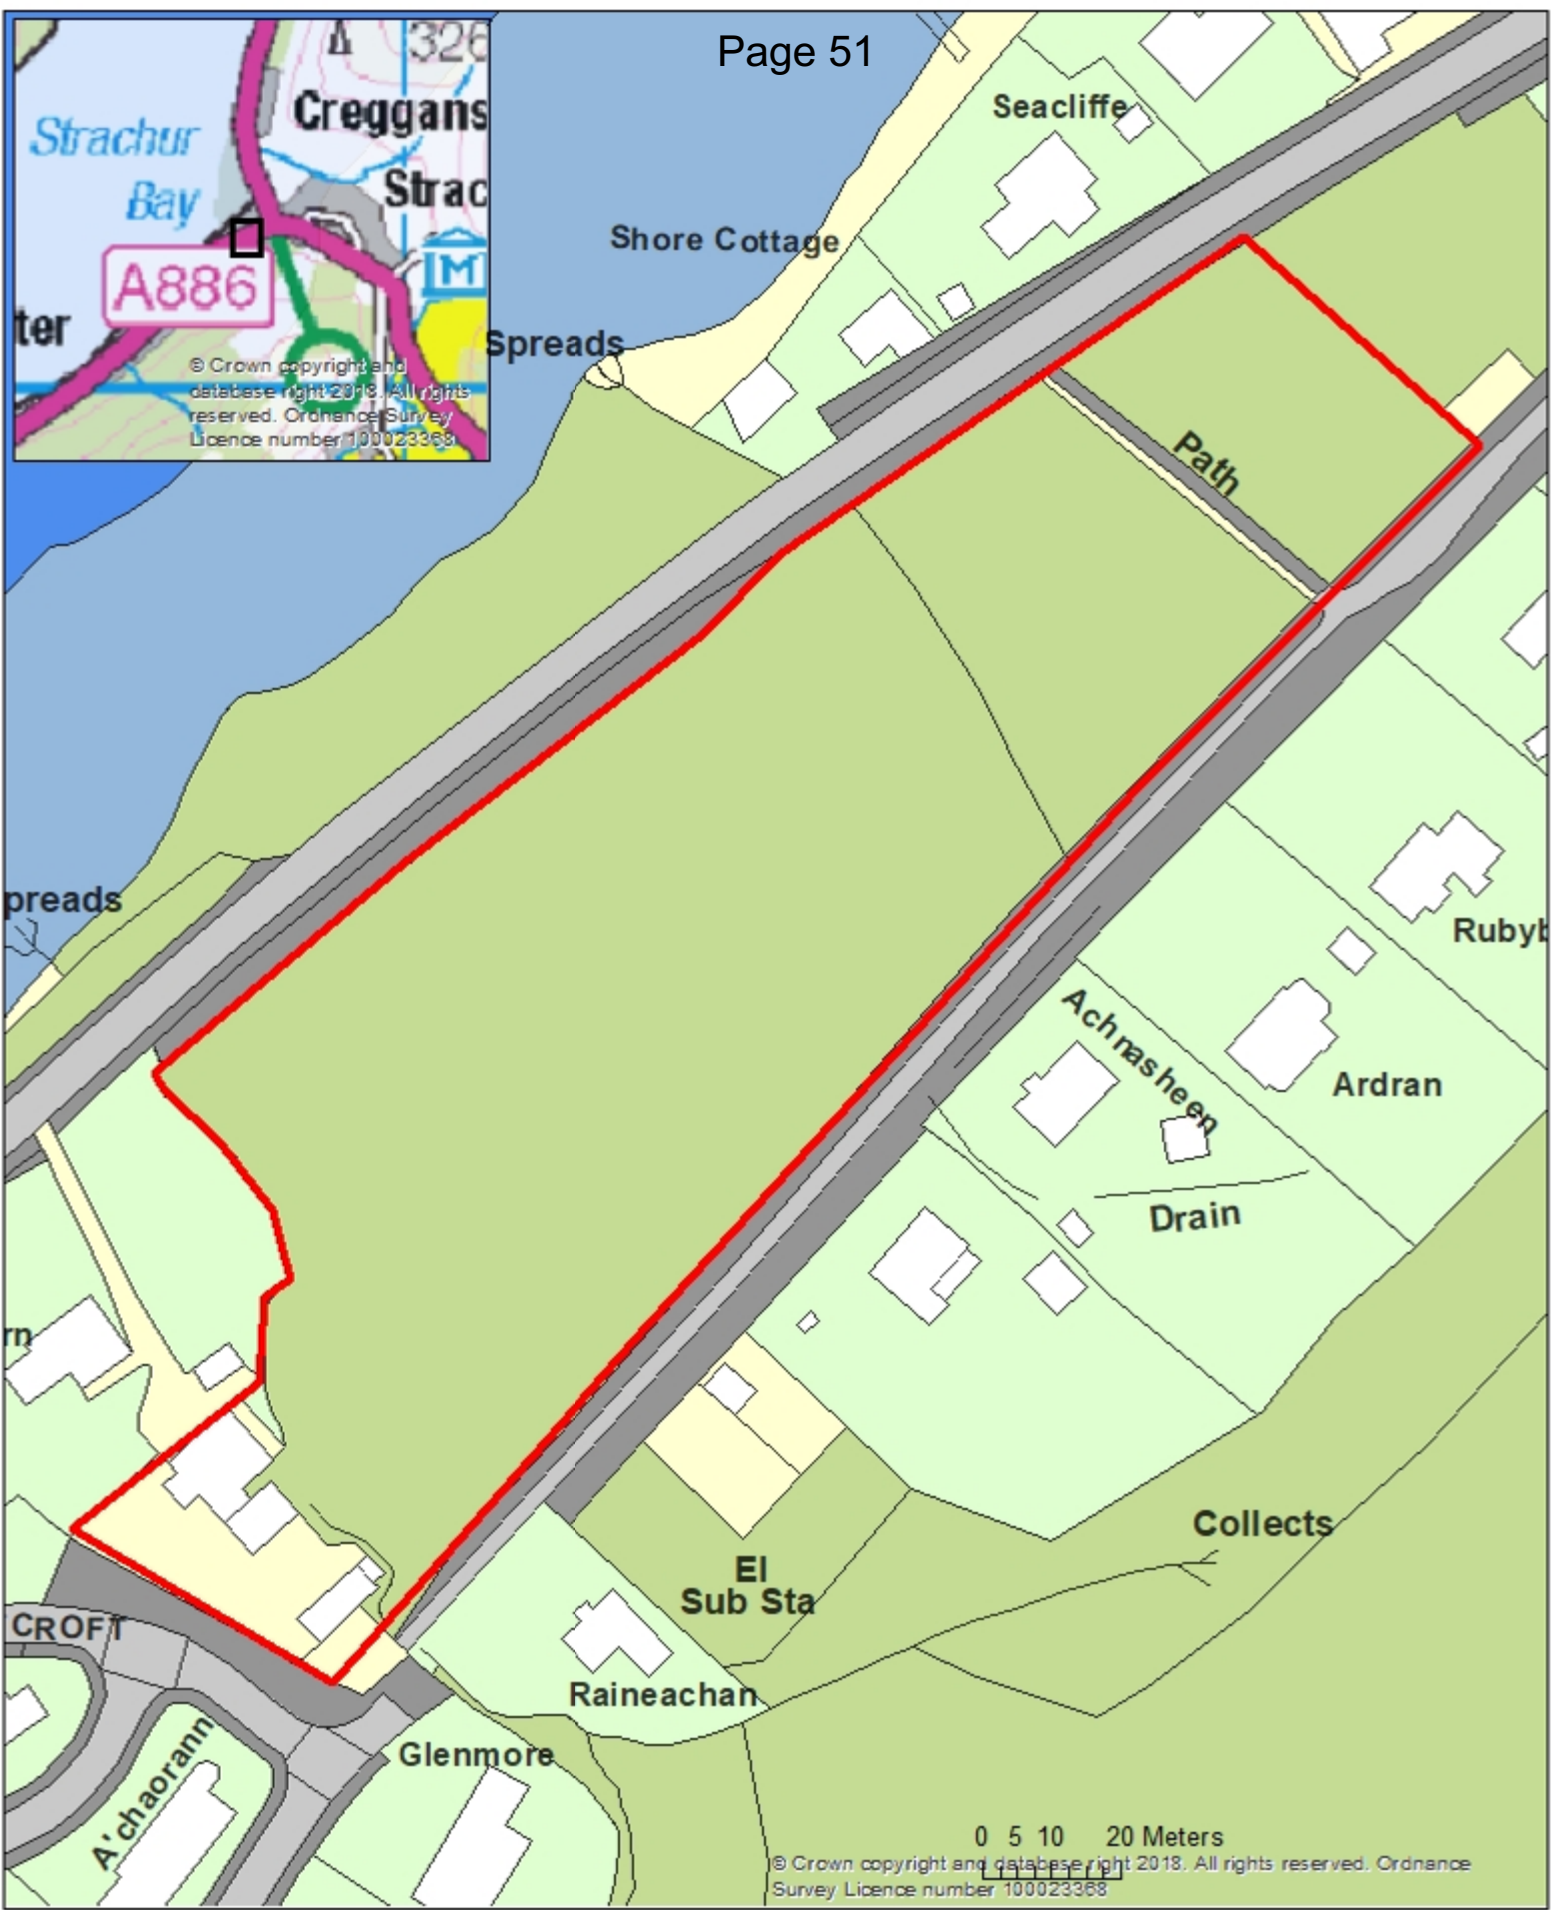 Page 51
326
Creggans
Strachur
Bay
Strac
M
A886
ter
© Crown copyright and
database right 2018. All rights
reserved. Ordnance Survey
Licence number 100023368
Seacliffe
Shore Cottage
Spreads
Path
preads
Rubyb
Achnasheen
Ardran
Drain
rn
Collects
El
Sub Sta
CROFT
Raineachan
Glenmore
A'chaorann
0 5 10 20 Meters
© Crown copyright and database right 2018. All rights reserved. Ordnance
Survey Licence number 100023368